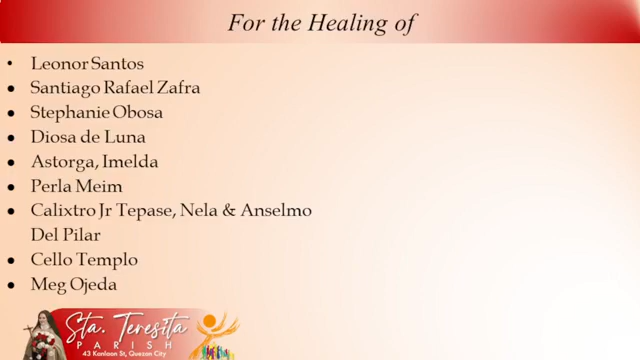 For the Healing of
• Leonor Santos
• Santiago Rafael Zafra
• Stephanie Obosa
• Diosa de Luna
• Astorga, Imelda
• Perla Meim
• Calixtro Jr Tepase, Nela & Anselmo
Del Pilar
• Cello Templo
• Meg Ojeda
Sta. Teresita
PARISH
43 Kanlaon St, Quezon City